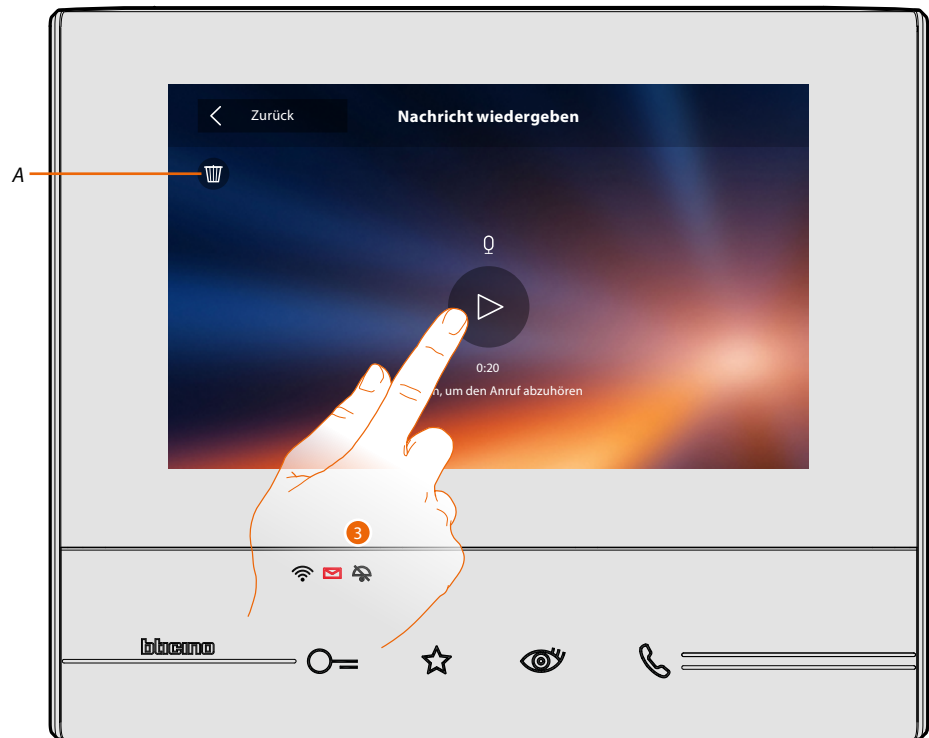 Zurück
Nachricht wiedergeben
A
0:20
um den Anruf abzuhören
3
bticino